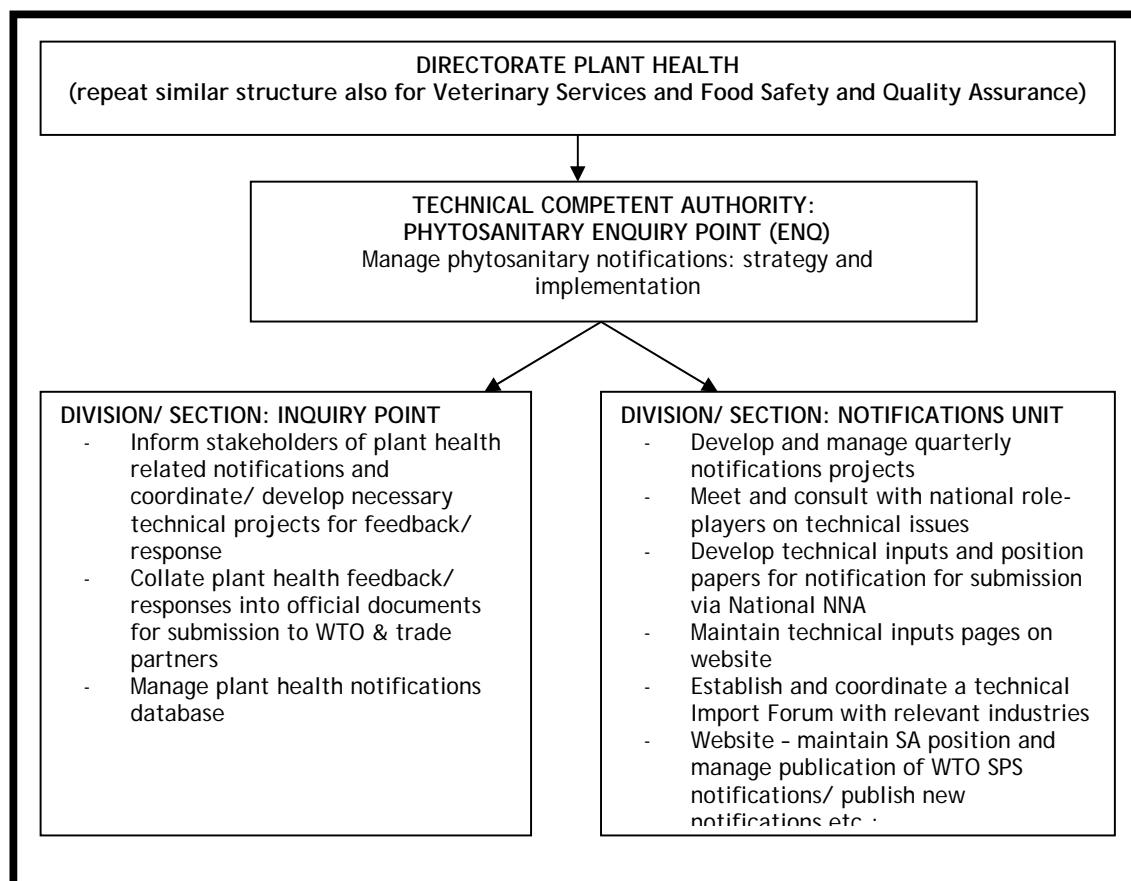 DIRECTORATE PLANT HEALTH
(repeat similar structure also for Veterinary Services and Food Safety and Quality Assurance)
TECHNICAL COMPETENT AUTHORITY:
PHYTOSANITARY ENQUIRY POINT (ENQ)
Manage phytosanitary notifications: strategy and
implementation
DIVISION/ SECTION: INQUIRY POINT
- Inform stakeholders of plant health
related notifications and
coordinate/ develop necessary
technical projects for feedback/
response
- Collate plant health feedback/
responses into official documents
for submission to WTO & trade
partners
- Manage plant health notifications
database
DIVISION/ SECTION: NOTIFICATIONS UNIT
- Develop and manage quarterly
notifications projects
- Meet and consult with national role-
players on technical issues
- Develop technical inputs and position
papers for notification for submission
via National NNA
- Maintain technical inputs pages on
website
- Establish and coordinate a technical
Import Forum with relevant industries
- Website – maintain SA position and
manage publication of WTO SPS
notifications/ publish new
notifications etc.;